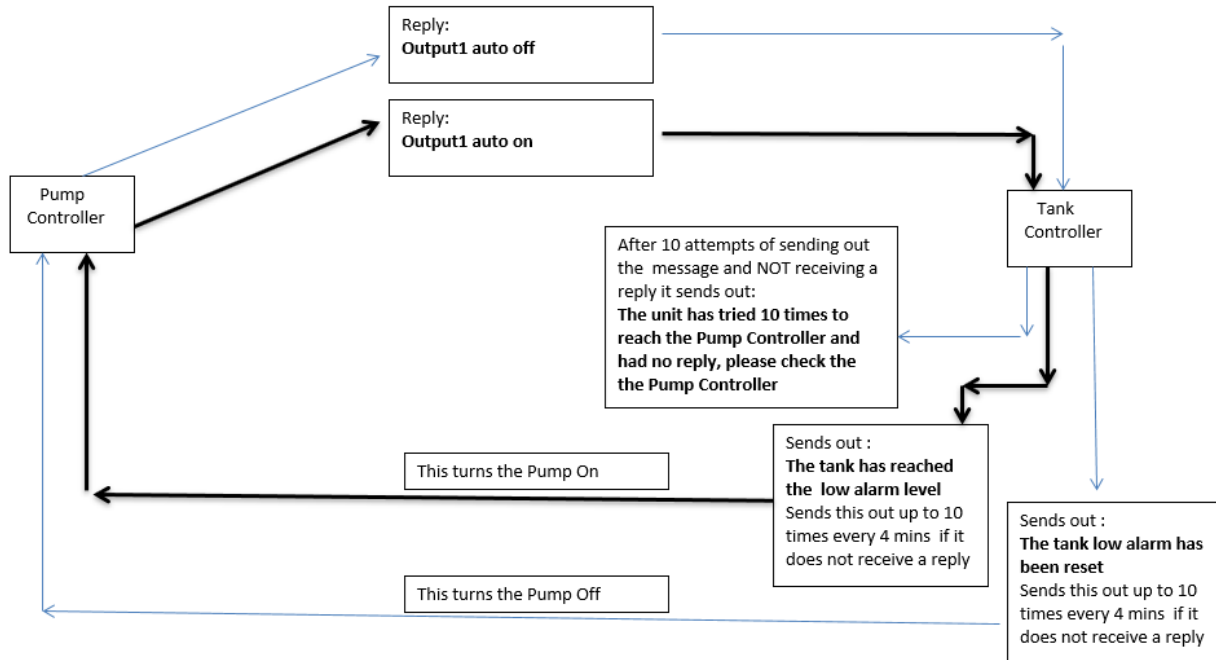 Reply:
Output1 auto off
Reply:
Output1 auto on
Pump
Controller
Tank
Controller
After 10 attempts of sending out
the message and NOT receiving a
reply it sends out:
The unit has tried 10 times to
reach the Pump Controller and
had no reply, please check the
the Pump Controller
Sends out :
The tank has reached
the low alarm level
Sends this out up to 10
times every 4 mins if it
does not receive a reply
This turns the Pump On
Sends out :
The tank low alarm has
been reset
Sends this out up to 10
times every 4 mins if it
does not receive a reply
This turns the Pump Off